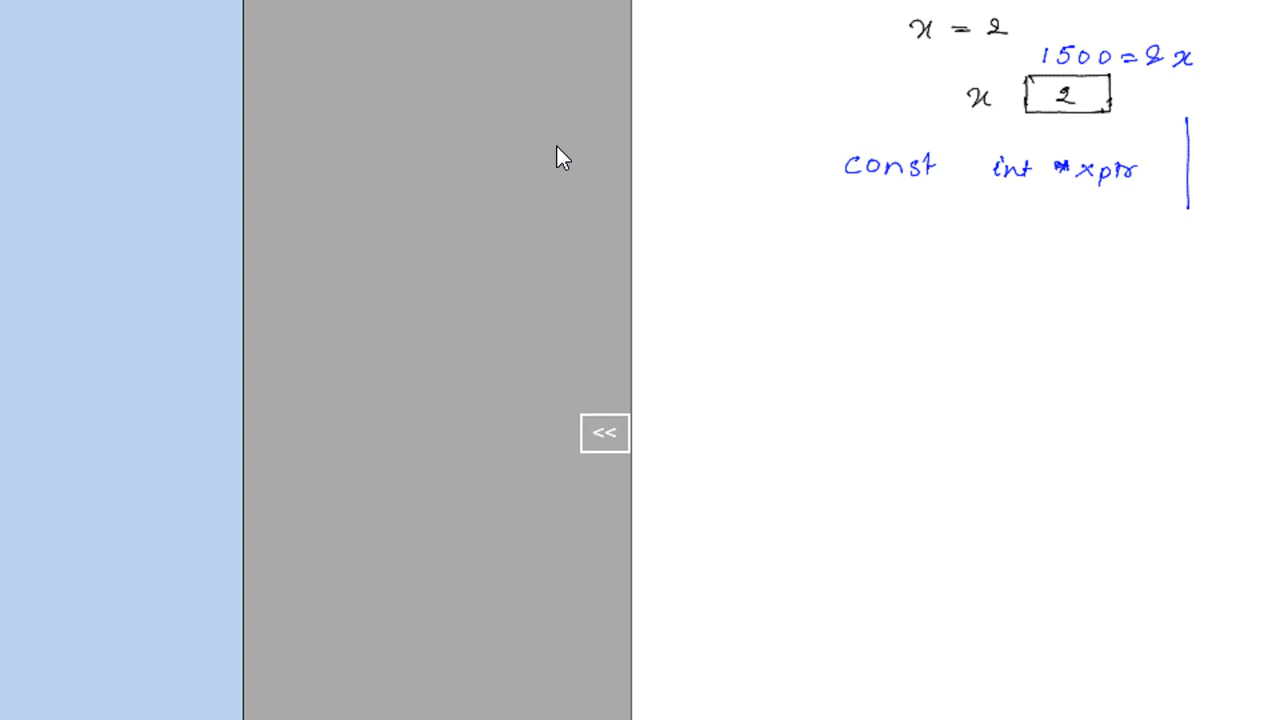 x = 2
1500 = & x
x 2
const int *xptr
<<